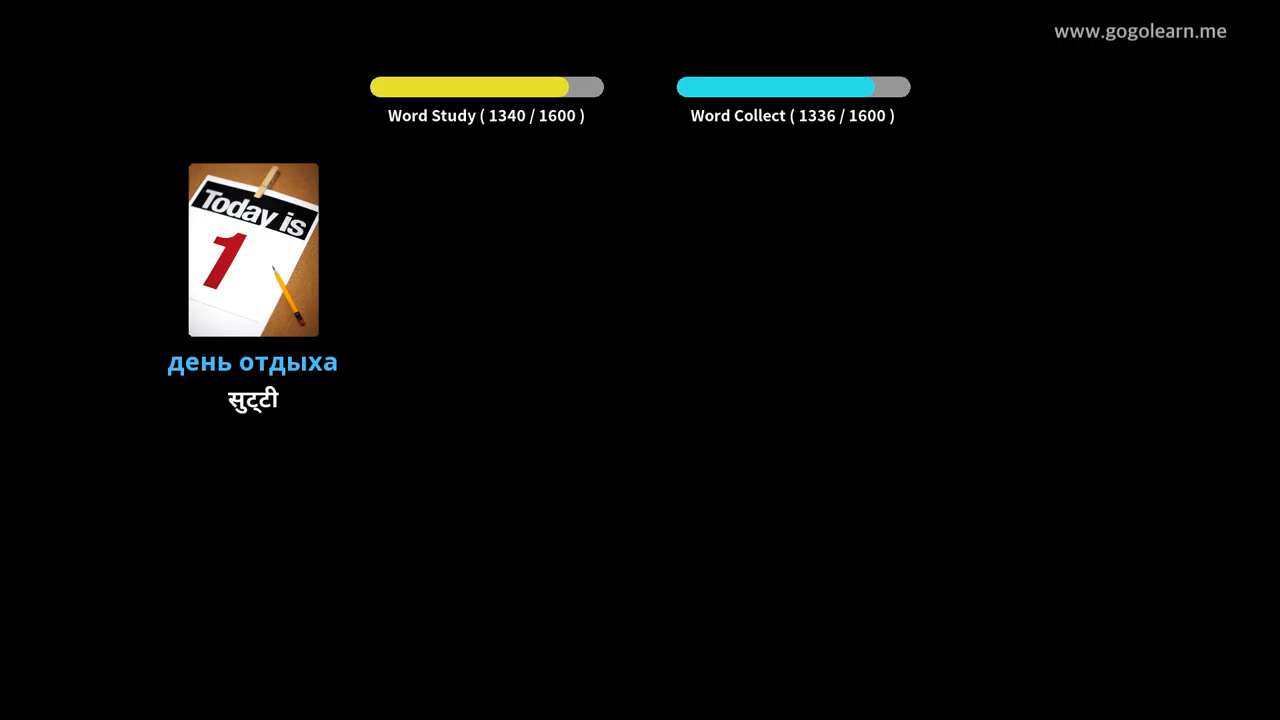 www.gogolearn.me
Word Study ( 1340 / 1600 )
Word Collect ( 1336 / 1600 )
Today is
1
день отдыха
सुट्टी